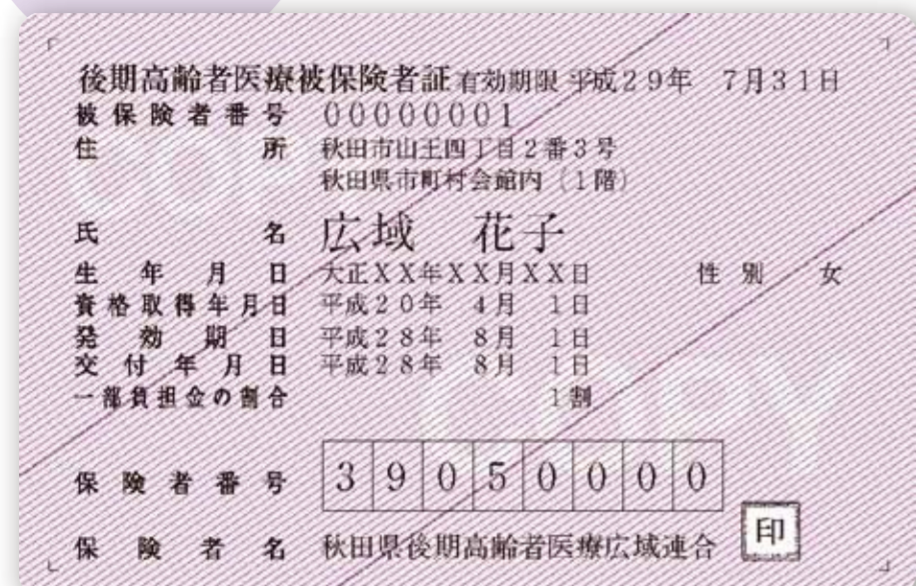 後期高齢者医療被保険者証 有効期限 平成29年 7月31日
被保険者番号 00000001
住所 秋田市山王四丁目2番3号
秋田県市町村会館内(1階)
氏名 広域 花子
生年月日 大正XX年XX月XX日 性別 女
資格取得年月日 平成20年 4月 1日
発効期日 平成28年 8月 1日
交付年月日 平成28年 8月 1日
一部負担金の割合 1割
COPY
保険者番号 39050000
保険者名 秋田県後期高齢者医療広域連合 印